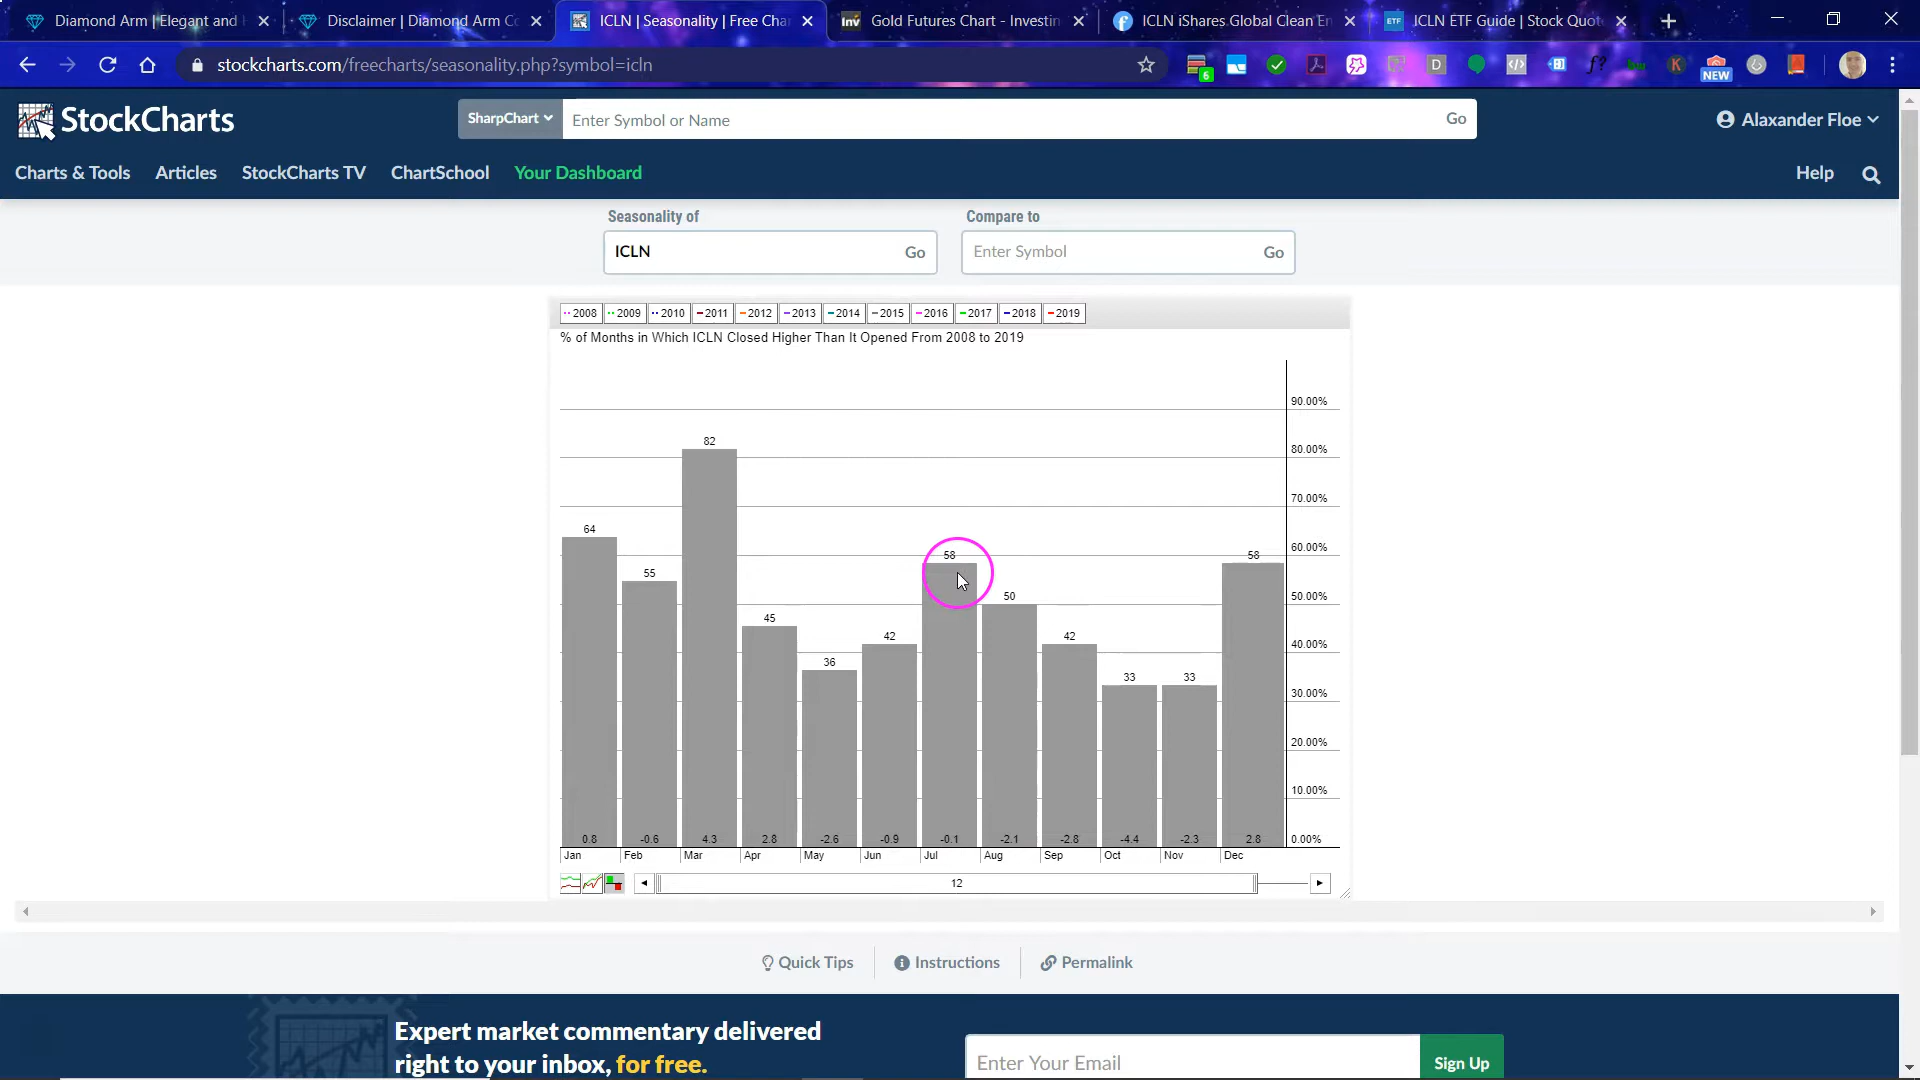 Diamond Arm | Elegant and
Disclaimer | Diamond Arm Co
ICLN | Seasonality | Free Cha
Gold Futures Chart - Investin
ICLN iShares Global Clean En
ICLN ETF Guide | Stock Quot
stockcharts.com/freecharts/seasonality.php?symbol=icln
6
NEW
StockCharts
SharpChart
Enter Symbol or Name
Go
Alaxander Floe
Charts & Tools
Articles
StockCharts TV
ChartSchool
Your Dashboard
Help
Seasonality of
Compare to
ICLN
Go
Enter Symbol
Go
2008 2009 2010 2011 2012 2013 2014 2015 2016 2017 2018 2019
% of Months in Which ICLN Closed Higher Than It Opened From 2008 to 2019
90.00%
80.00%
70.00%
60.00%
50.00%
40.00%
30.00%
20.00%
10.00%
0.00%
64 55 82 45 36 42 58 50 42 33 33 58
0.8 -0.6 4.3 2.8 -2.6 -0.9 -0.1 -2.1 -2.8 -4.4 -2.3 2.8
Jan Feb Mar Apr May Jun Jul Aug Sep Oct Nov Dec
12
Quick Tips
Instructions
Permalink
Expert market commentary delivered
right to your inbox, for free.
Enter Your Email
Sign Up